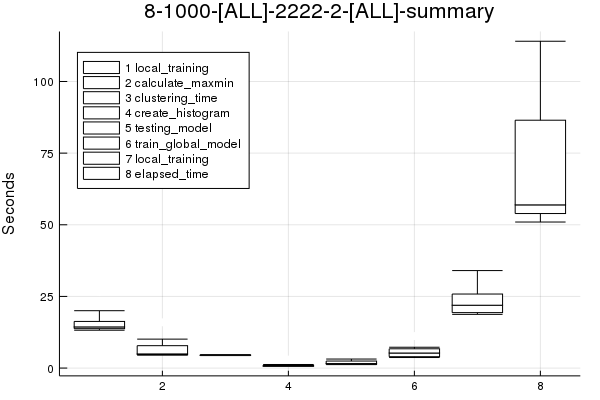 8-1000-[ALL]-2222-2-[ALL]-summary
1 local_training
2 calculate_maxmin
3 clustering_time
4 create_histogram
5 testing_model
6 train_global_model
7 local_training
8 elapsed_time
Seconds
100
75
50
25
0
2 4 6 8